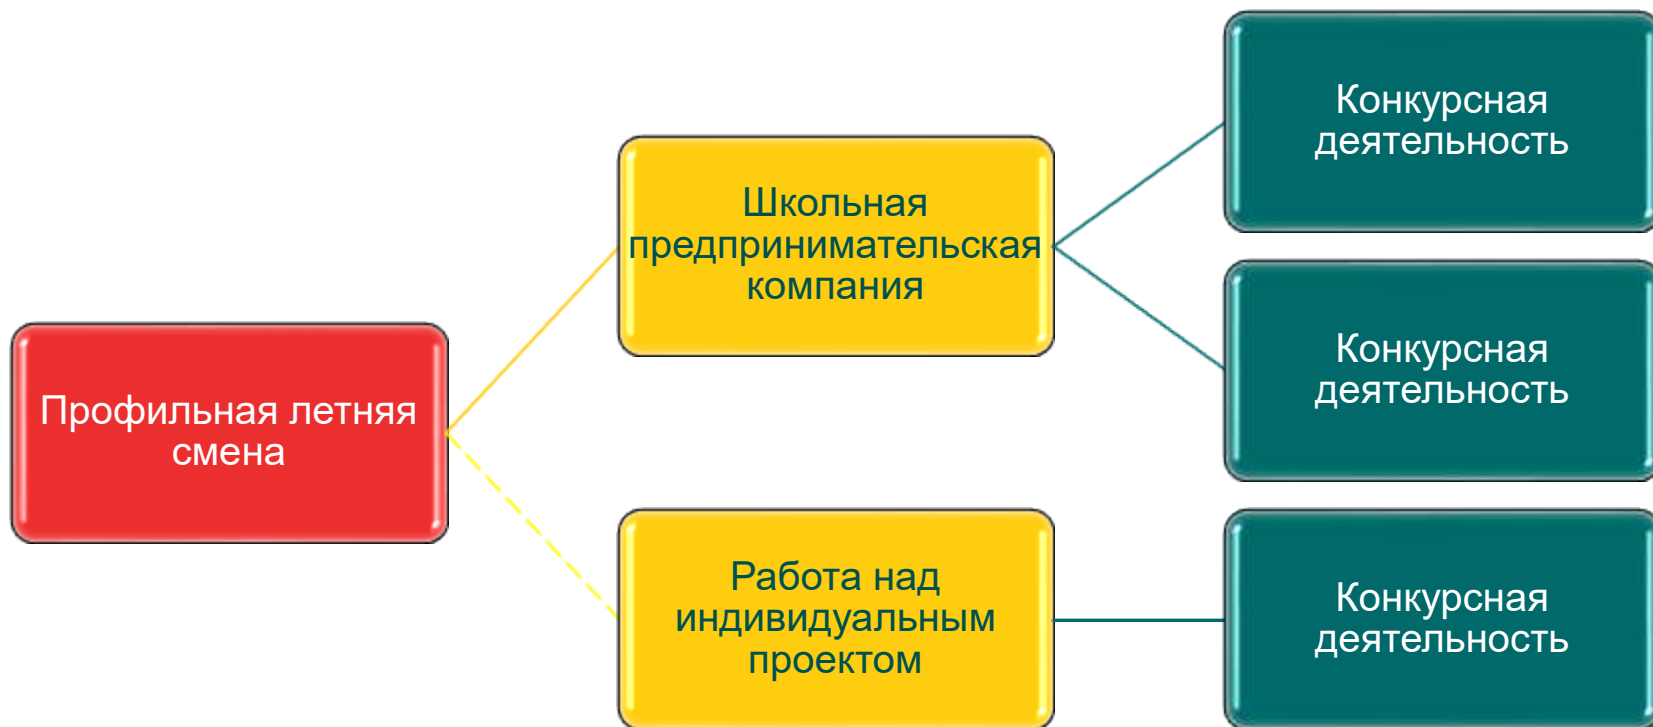 Профильная летняя
смена
Школьная
предпринимательская
компания
Работа над
индивидуальным
проектом
Конкурсная
деятельность
Конкурсная
деятельность
Конкурсная
деятельность